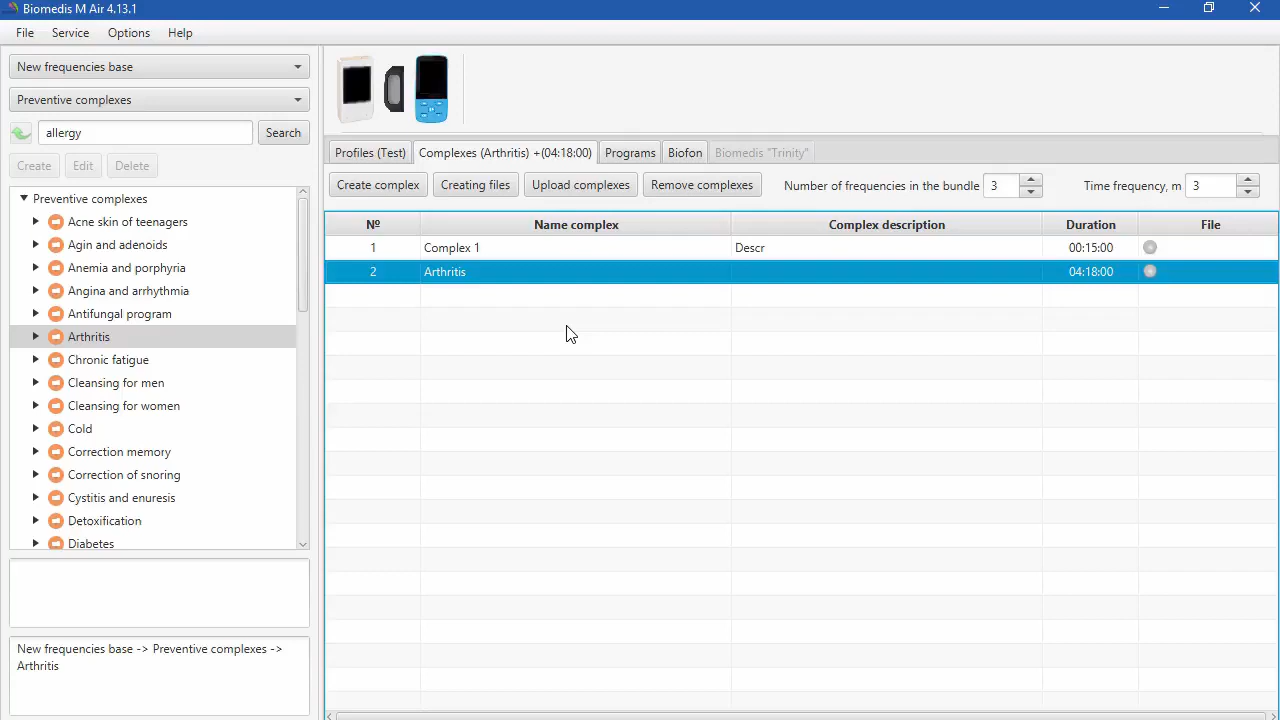 Biomedis M Air 4.13.1
File Service Options Help
New frequencies base
Preventive complexes
allergy Search
Create Edit Delete
Preventive complexes
Acne skin of teenagers
Agin and adenoids
Anemia and porphyria
Angina and arrhythmia
Antifungal program
Arthritis
Chronic fatigue
Cleansing for men
Cleansing for women
Cold
Correction memory
Correction of snoring
Cystitis and enuresis
Detoxification
Diabetes
New frequencies base -> Preventive complexes ->
Arthritis
Profiles (Test) Complexes (Arthritis) +(04:18:00) Programs Biofon Biomedis "Trinity"
Create complex Creating files Upload complexes Remove complexes Number of frequencies in the bundle 3 Time frequency, m 3
Nº Name complex Complex description Duration File
1 Complex 1 Descr 00:15:00
2 Arthritis 04:18:00